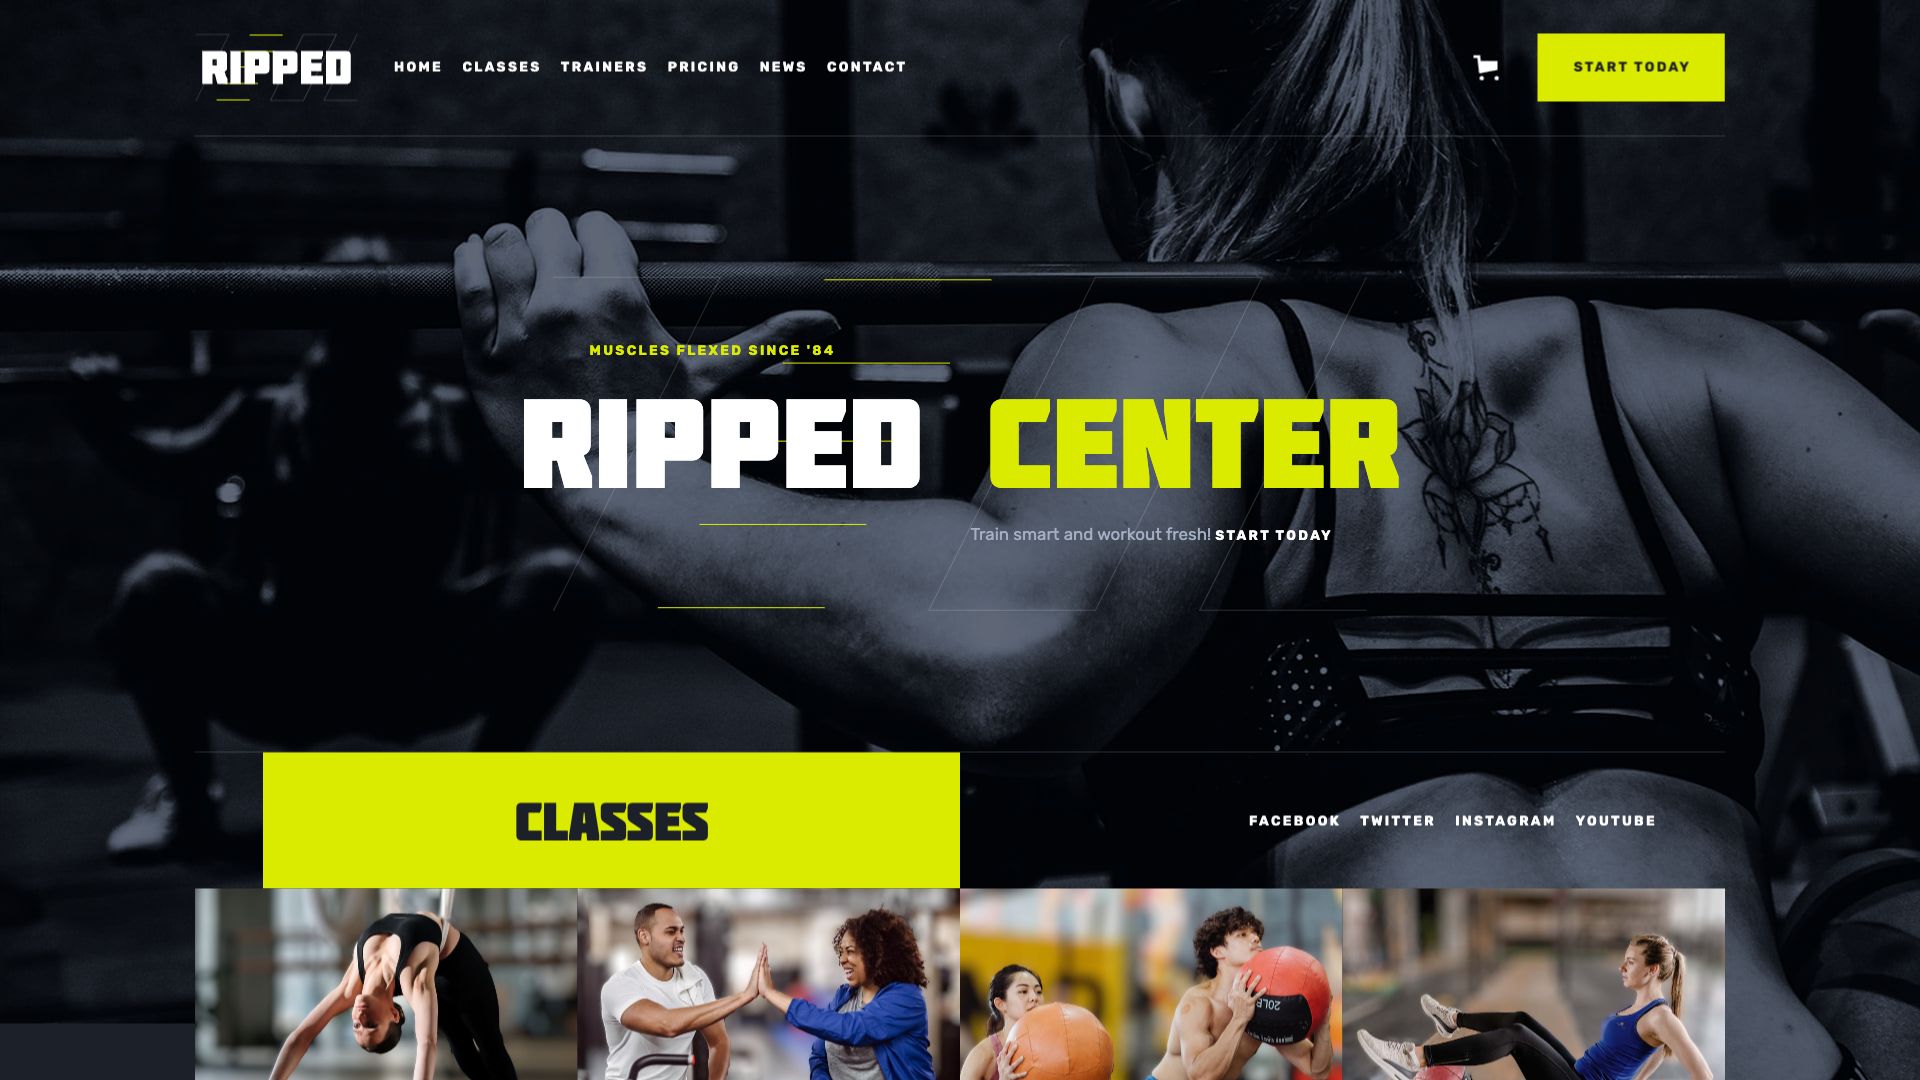 RIPPED
HOME CLASSES TRAINERS PRICING NEWS CONTACT
START TODAY
MUSCLES FLEXED SINCE '84
RIPPED CENTER
Train smart and workout fresh! START TODAY
CLASSES
FACEBOOK TWITTER INSTAGRAM YOUTUBE
20LB